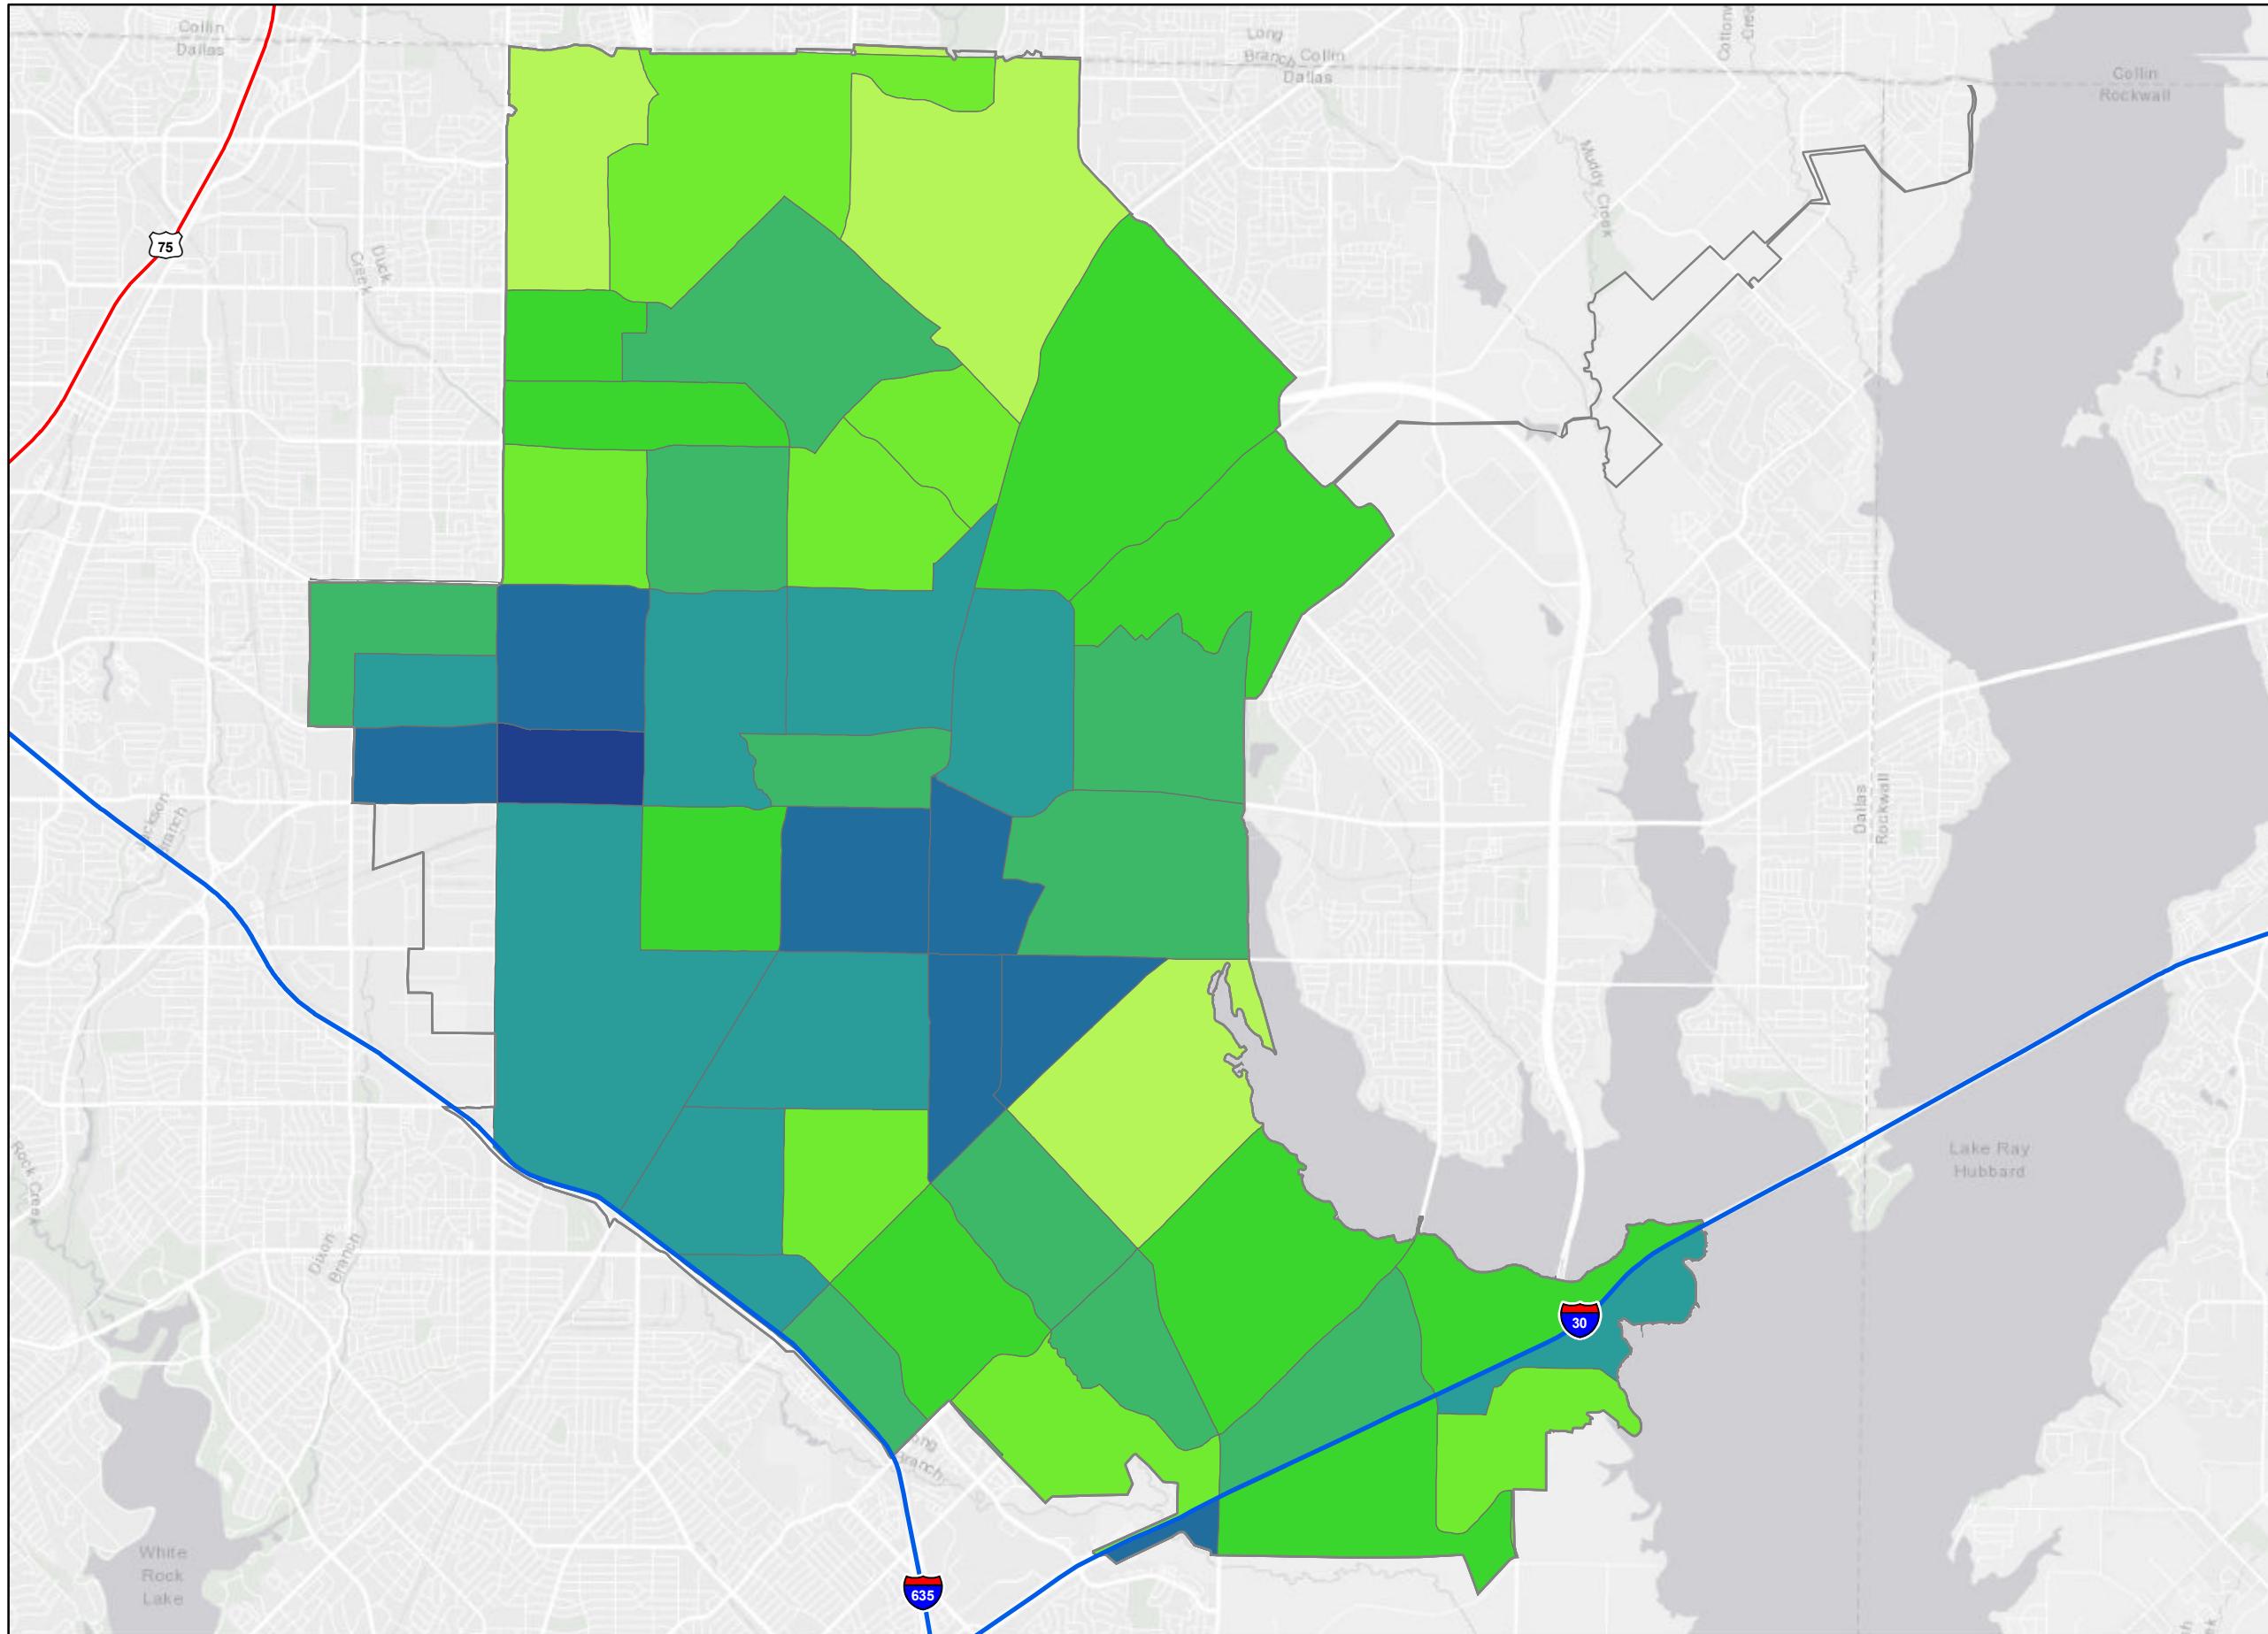 Collin
Dallas
Long
Branch
Collin
Dallas
Collin
Rockwall
Muddy Creek
75
Duck
Creek
Dallas
Rockwall
Jackson
Branch
Lake Ray
Hubbard
Rock Creek
Dixon
Branch
30
Long
Branch
White
Rock
Lake
635